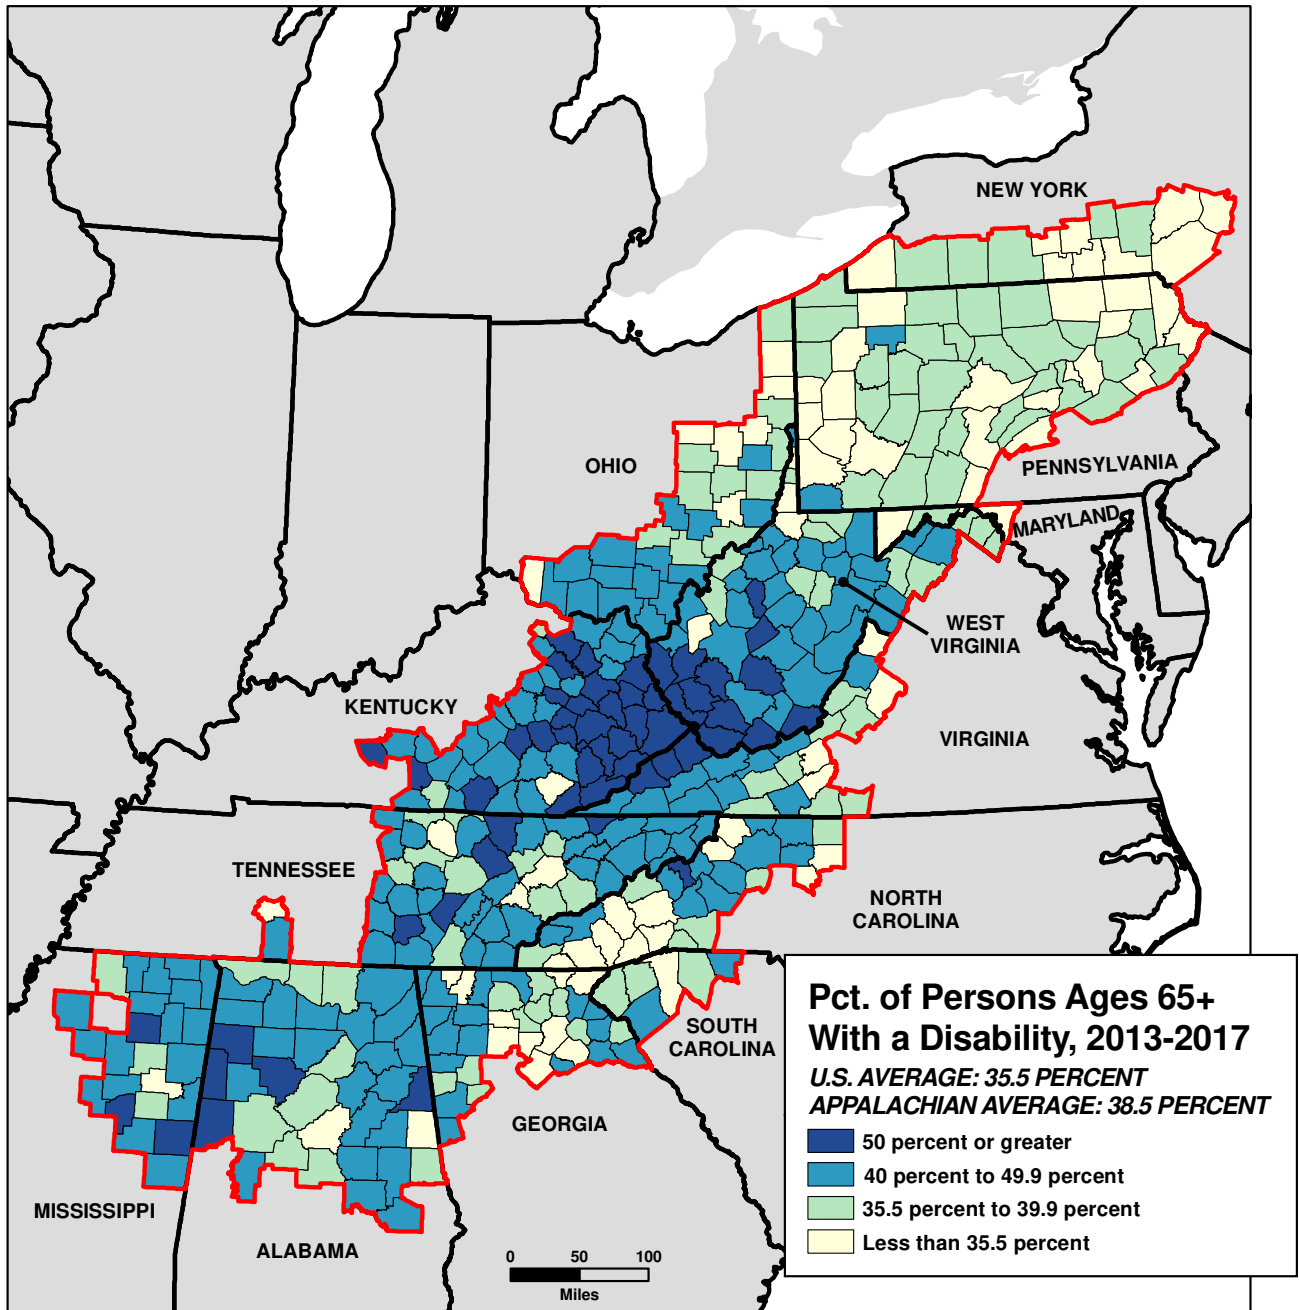 NEW YORK
OHIO
PENNSYLVANIA
MARYLAND
WEST
VIRGINIA
KENTUCKY
VIRGINIA
TENNESSEE
NORTH
CAROLINA
SOUTH
CAROLINA
GEORGIA
MISSISSIPPI
ALABAMA
Pct. of Persons Ages 65+
With a Disability, 2013-2017
U.S. AVERAGE: 35.5 PERCENT
APPALACHIAN AVERAGE: 38.5 PERCENT
50 percent or greater
40 percent to 49.9 percent
35.5 percent to 39.9 percent
Less than 35.5 percent
0 50 100
Miles